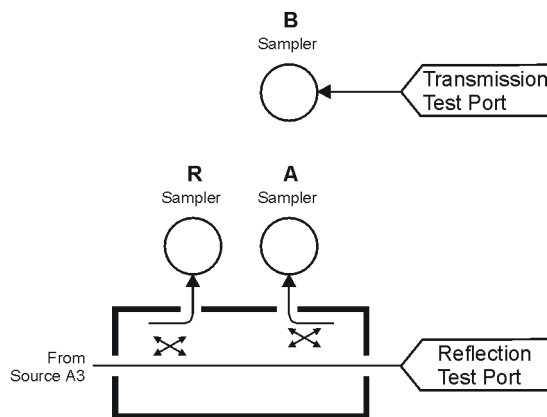 B
Sampler
Transmission
Test Port
R
Sampler
A
Sampler
From
Source A3
Reflection
Test Port